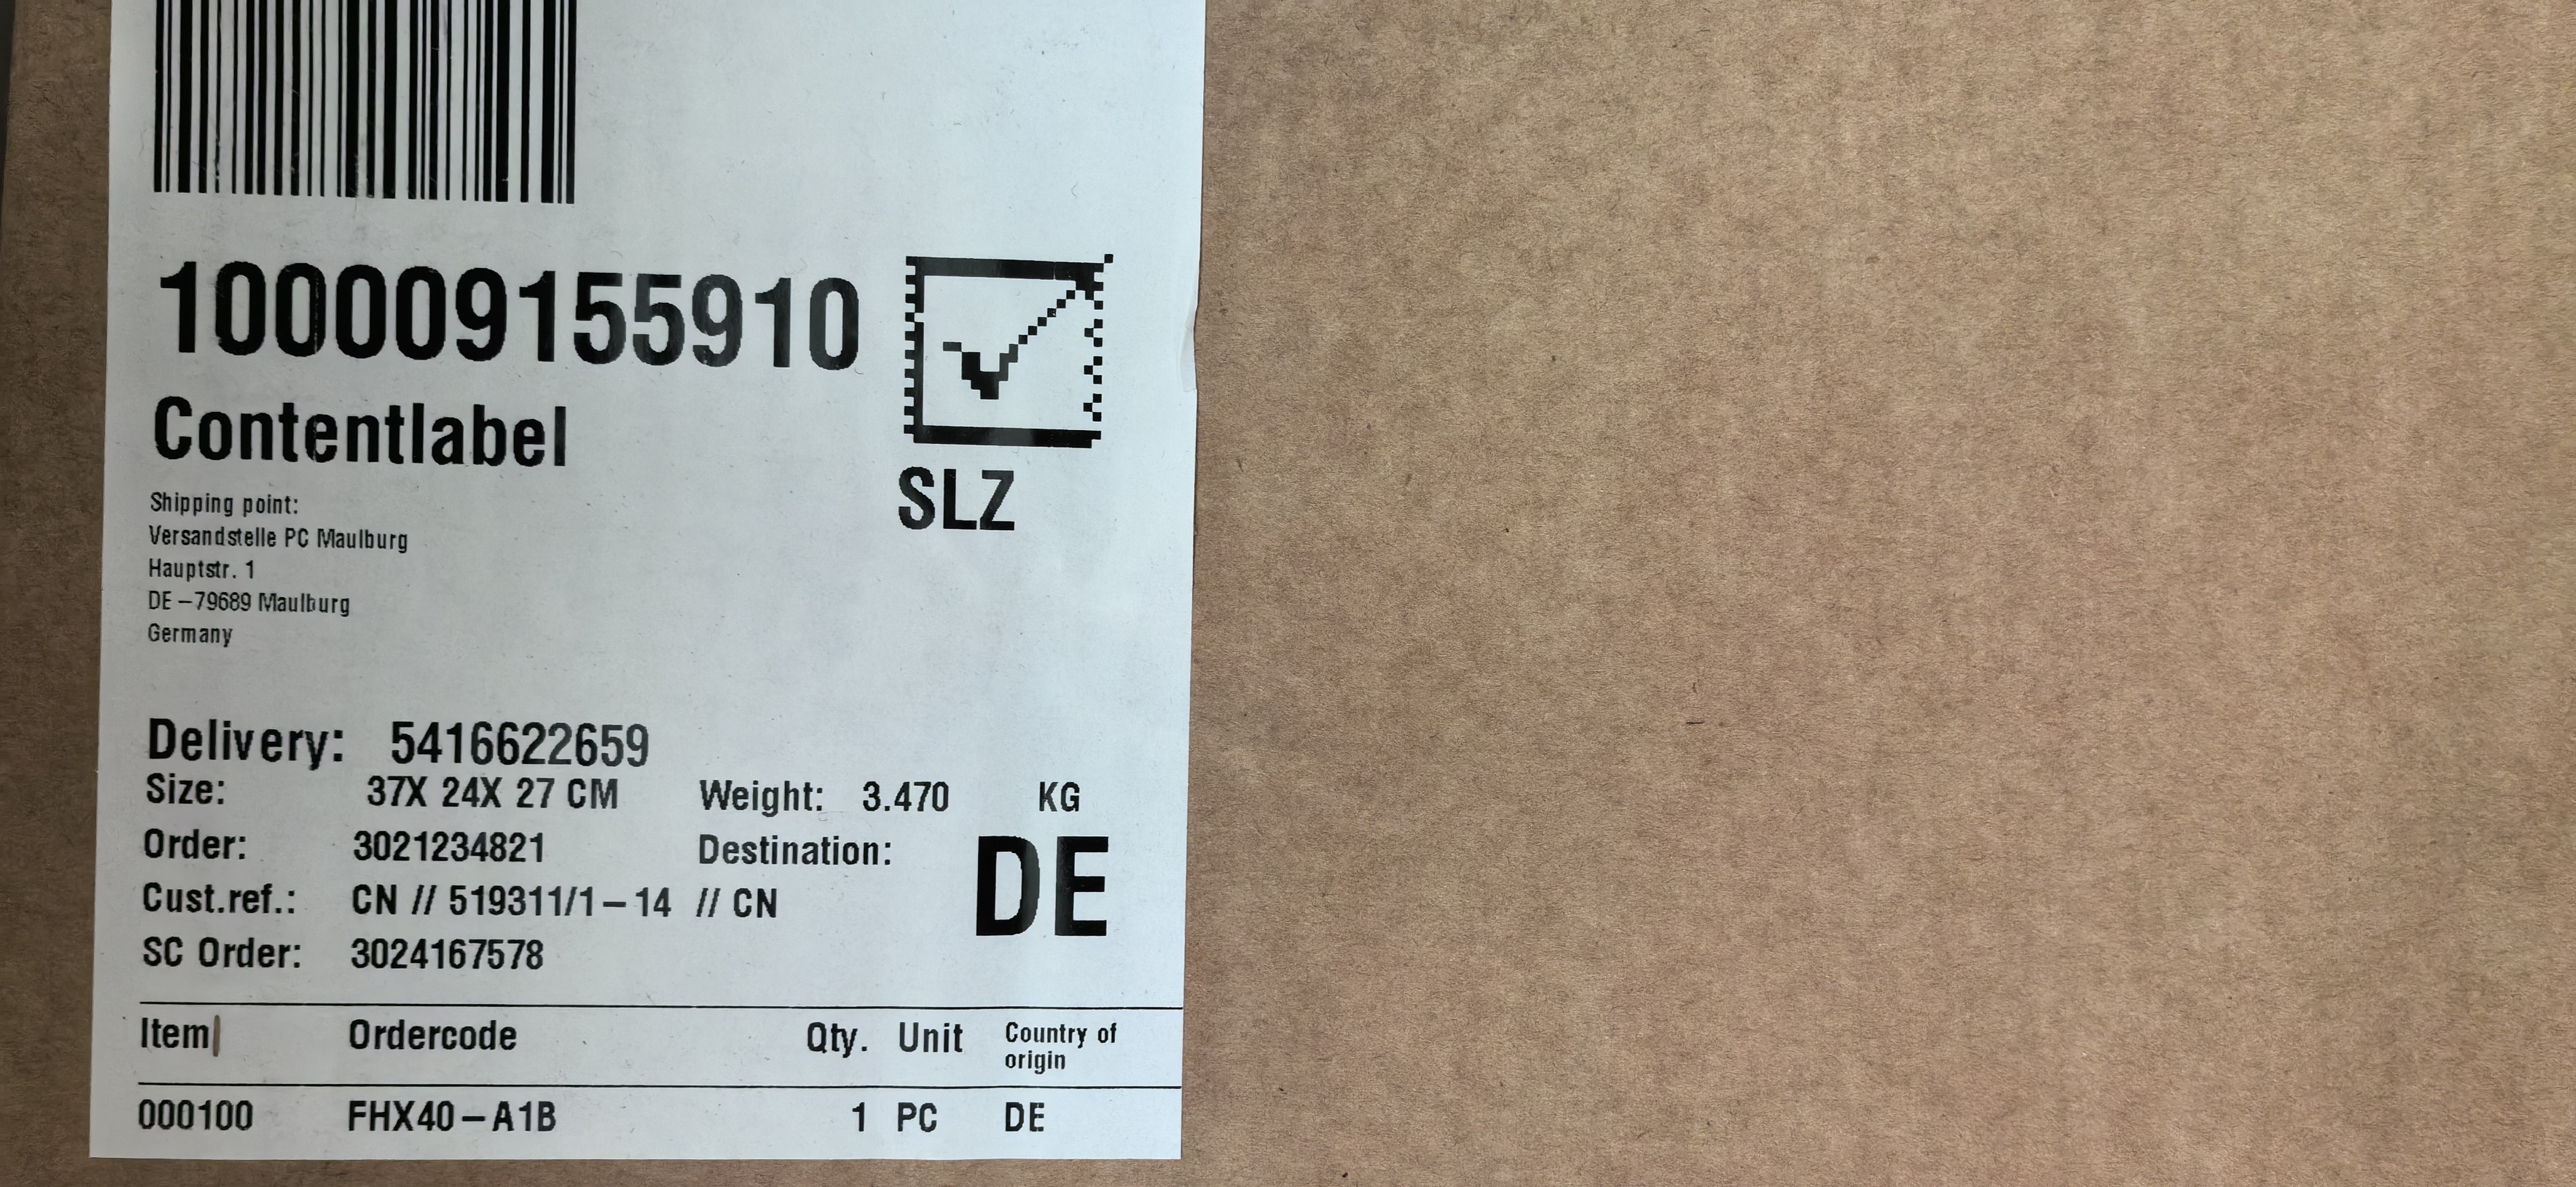 100009155910
Contentlabel
SLZ
Shipping point:
Versandstelle PC Maulburg
Hauptstr. 1
DE –79689 Maulburg
Germany
Delivery: 5416622659
Size: 37X 24X 27 CM Weight: 3.470 KG
Order: 3021234821 Destination: DE
Cust.ref.: CN // 519311/1–14 // CN
SC Order: 3024167578
Item Ordercode Qty. Unit Country of origin
000100 FHX40–A1B 1 PC DE